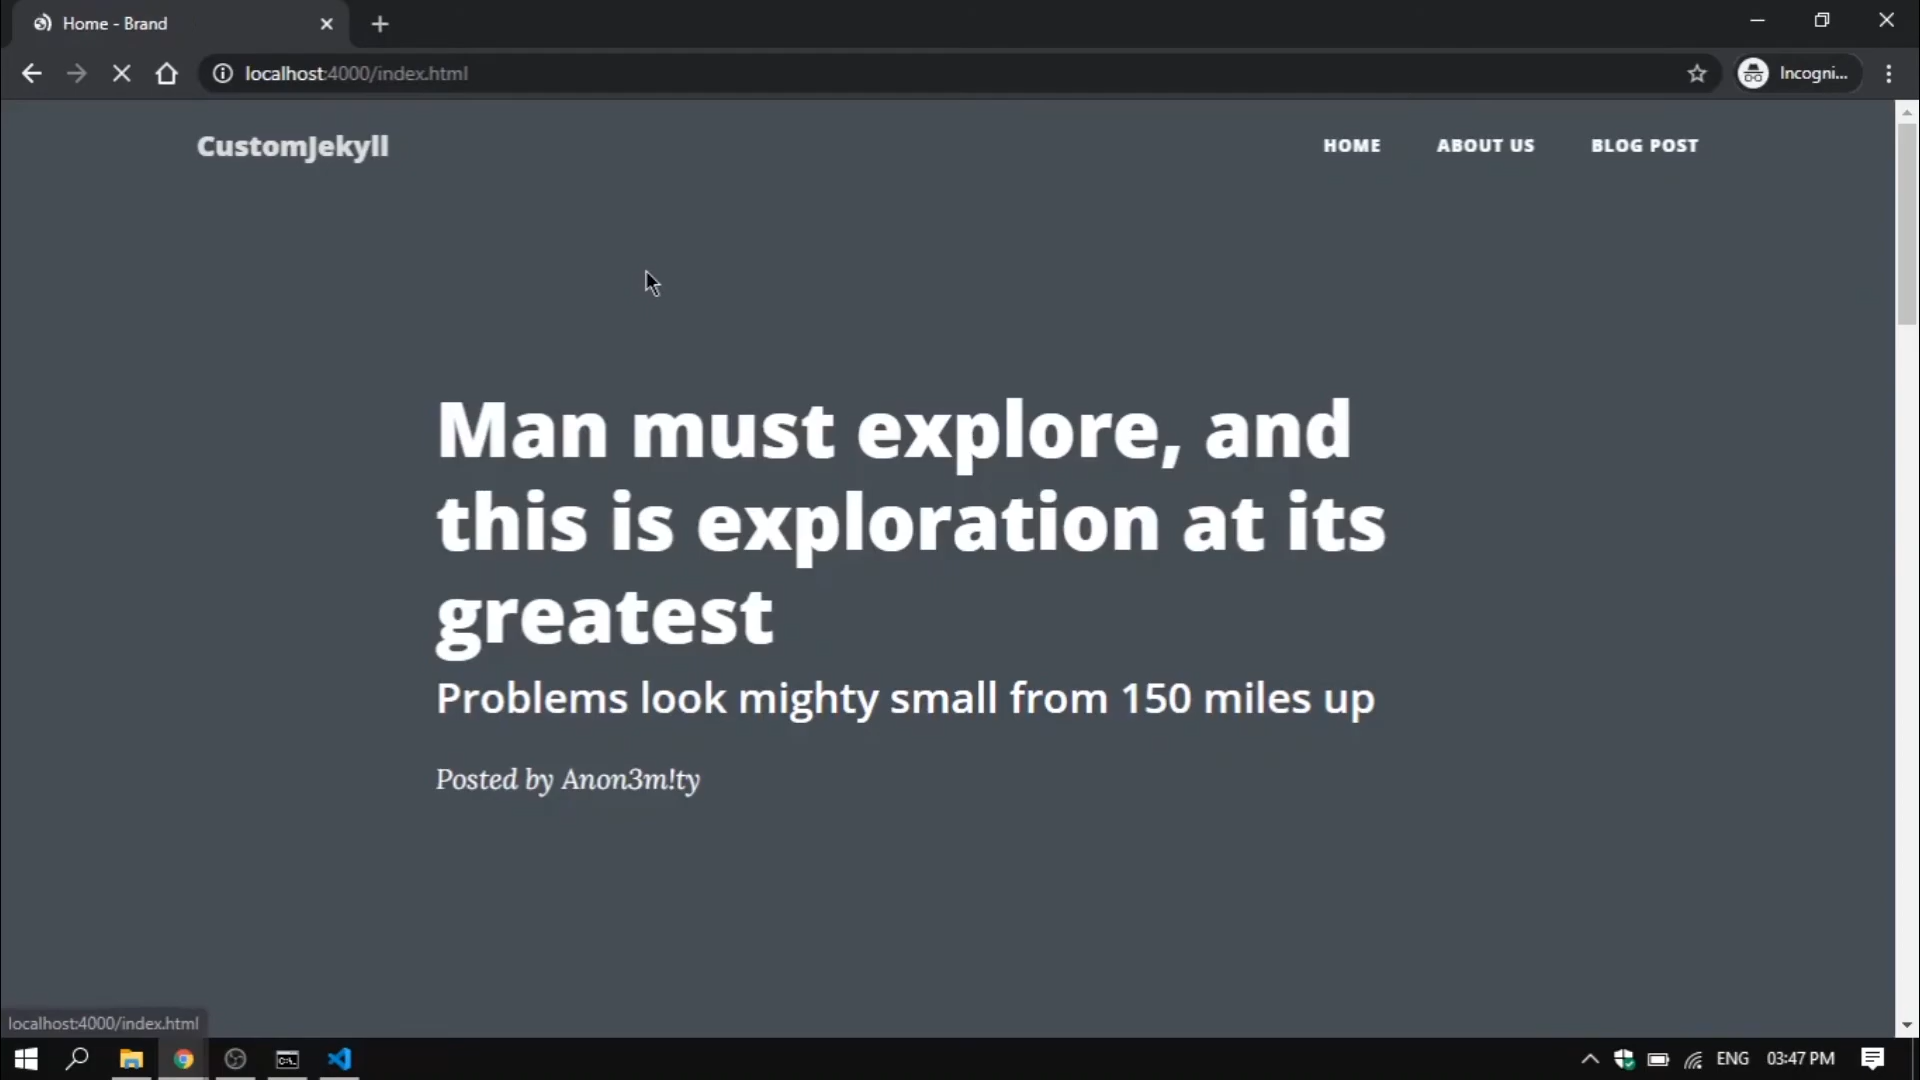 Home - Brand
localhost:4000/index.html
Incogni...
CustomJekyll
HOME ABOUT US BLOG POST
Man must explore, and
this is exploration at its
greatest
Problems look mighty small from 150 miles up
Posted by Anon3m!ty
localhost:4000/index.html
ENG 03:47 PM